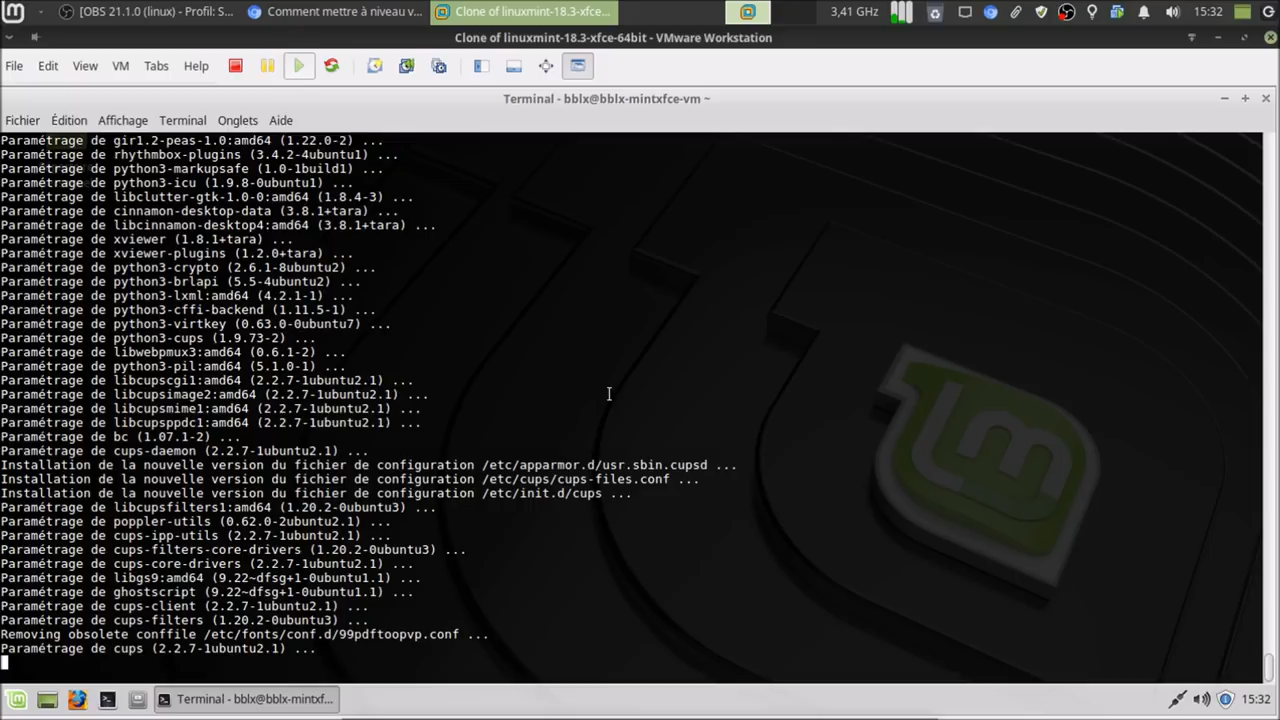 [OBS 21.1.0 (linux) - Profil: S...
Comment mettre à niveau v...
Clone of linuxmint-18.3-xfce...
3,41 GHz
15:32
Clone of linuxmint-18.3-xfce-64bit - VMware Workstation
File Edit View VM Tabs Help
Terminal - bblx@bblx-mintxfce-vm ~
Fichier Édition Affichage Terminal Onglets Aide
Paramétrage de gir1.2-peas-1.0:amd64 (1.22.0-2) ...
Paramétrage de rhythmbox-plugins (3.4.2-4ubuntu1) ...
Paramétrage de python3-markupsafe (1.0-1build1) ...
Paramétrage de python3-icu (1.9.8-0ubuntu1) ...
Paramétrage de libclutter-gtk-1.0-0:amd64 (1.8.4-3) ...
Paramétrage de cinnamon-desktop-data (3.8.1+tara) ...
Paramétrage de libcinnamon-desktop4:amd64 (3.8.1+tara) ...
Paramétrage de xviewer (1.8.1+tara) ...
Paramétrage de xviewer-plugins (1.2.0+tara) ...
Paramétrage de python3-crypto (2.6.1-8ubuntu2) ...
Paramétrage de python3-brlapi (5.5-4ubuntu2) ...
Paramétrage de python3-lxml:amd64 (4.2.1-1) ...
Paramétrage de python3-cffi-backend (1.11.5-1) ...
Paramétrage de python3-virtkey (0.63.0-0ubuntu7) ...
Paramétrage de python3-cups (1.9.73-2) ...
Paramétrage de libwebpmux3:amd64 (0.6.1-2) ...
Paramétrage de python3-pil:amd64 (5.1.0-1) ...
Paramétrage de libcupscgi1:amd64 (2.2.7-1ubuntu2.1) ...
Paramétrage de libcupsimage2:amd64 (2.2.7-1ubuntu2.1) ...
Paramétrage de libcupsmime1:amd64 (2.2.7-1ubuntu2.1) ...
Paramétrage de libcupsppdc1:amd64 (2.2.7-1ubuntu2.1) ...
Paramétrage de bc (1.07.1-2) ...
Paramétrage de cups-daemon (2.2.7-1ubuntu2.1) ...
Installation de la nouvelle version du fichier de configuration /etc/apparmor.d/usr.sbin.cupsd ...
Installation de la nouvelle version du fichier de configuration /etc/cups/cups-files.conf ...
Installation de la nouvelle version du fichier de configuration /etc/init.d/cups ...
Paramétrage de libcupsfilters1:amd64 (1.20.2-0ubuntu3) ...
Paramétrage de poppler-utils (0.62.0-2ubuntu2.1) ...
Paramétrage de cups-ipp-utils (2.2.7-1ubuntu2.1) ...
Paramétrage de cups-filters-core-drivers (1.20.2-0ubuntu3) ...
Paramétrage de cups-core-drivers (2.2.7-1ubuntu2.1) ...
Paramétrage de libgs9:amd64 (9.22~dfsg+1-0ubuntu1.1) ...
Paramétrage de ghostscript (9.22~dfsg+1-0ubuntu1.1) ...
Paramétrage de cups-client (2.2.7-1ubuntu2.1) ...
Paramétrage de cups-filters (1.20.2-0ubuntu3) ...
Removing obsolete conffile /etc/fonts/conf.d/99pdftoopvp.conf ...
Paramétrage de cups (2.2.7-1ubuntu2.1) ...
Terminal - bblx@bblx-mintxf...
15:32